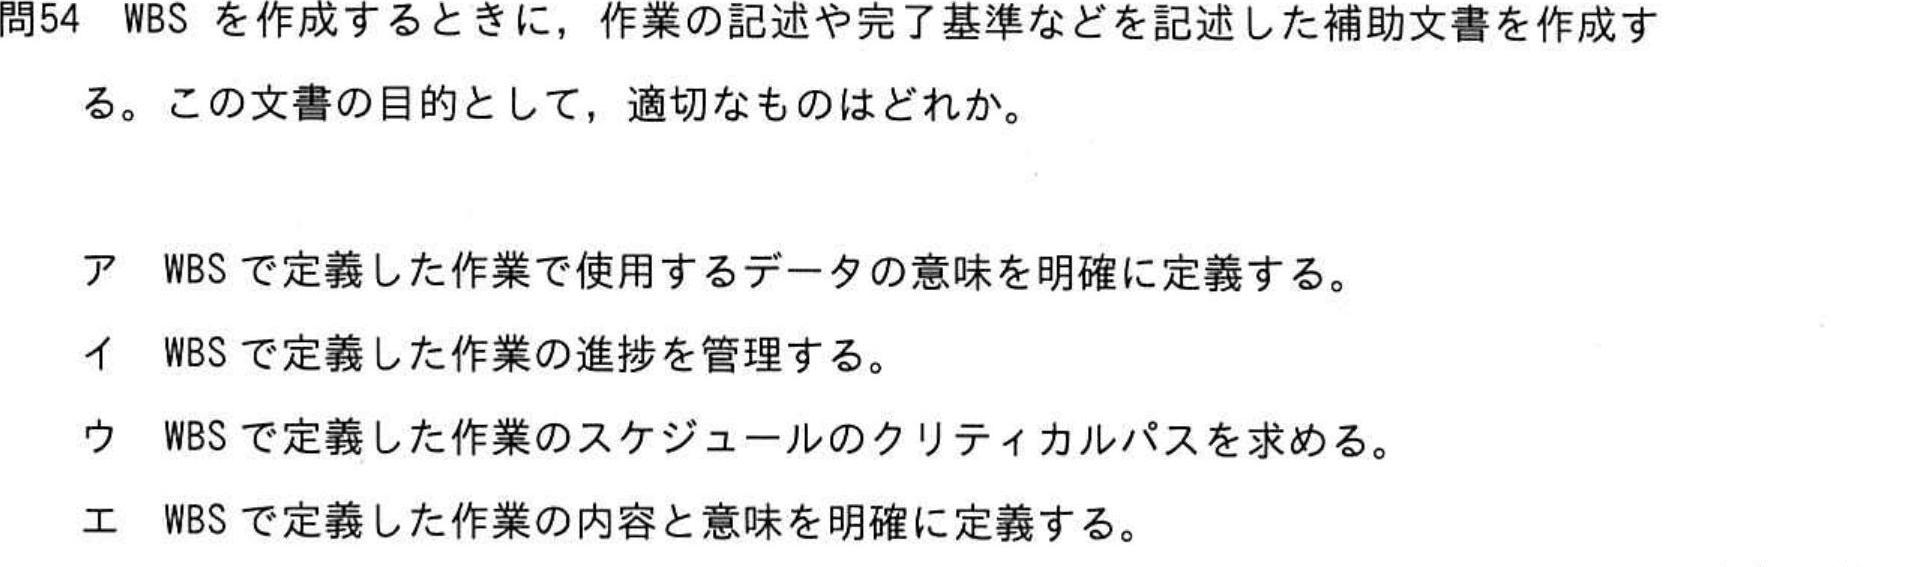 問54 WBS を作成するときに，作業の記述や完了基準などを記述した補助文書を作成す
る。この文書の目的として，適切なものはどれか。
ア WBS で定義した作業で使用するデータの意味を明確に定義する。
イ WBS で定義した作業の進捗を管理する。
ウ WBS で定義した作業のスケジュールのクリティカルパスを求める。
エ WBS で定義した作業の内容と意味を明確に定義する。